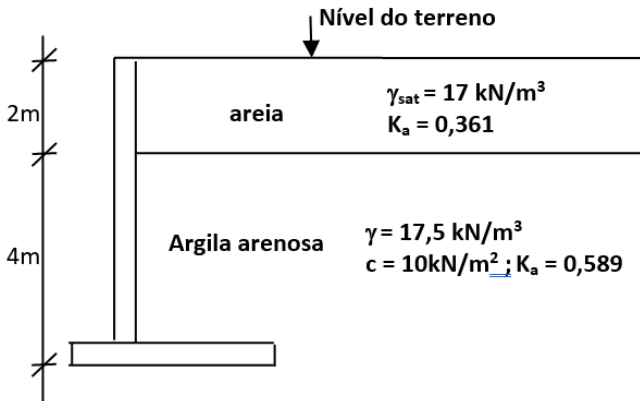 Nível do terreno
2m
areia
γsat = 17 kN/m³
Ka = 0,361
4m
Argila arenosa
γ = 17,5 kN/m³
c = 10kN/m² ; Ka = 0,589